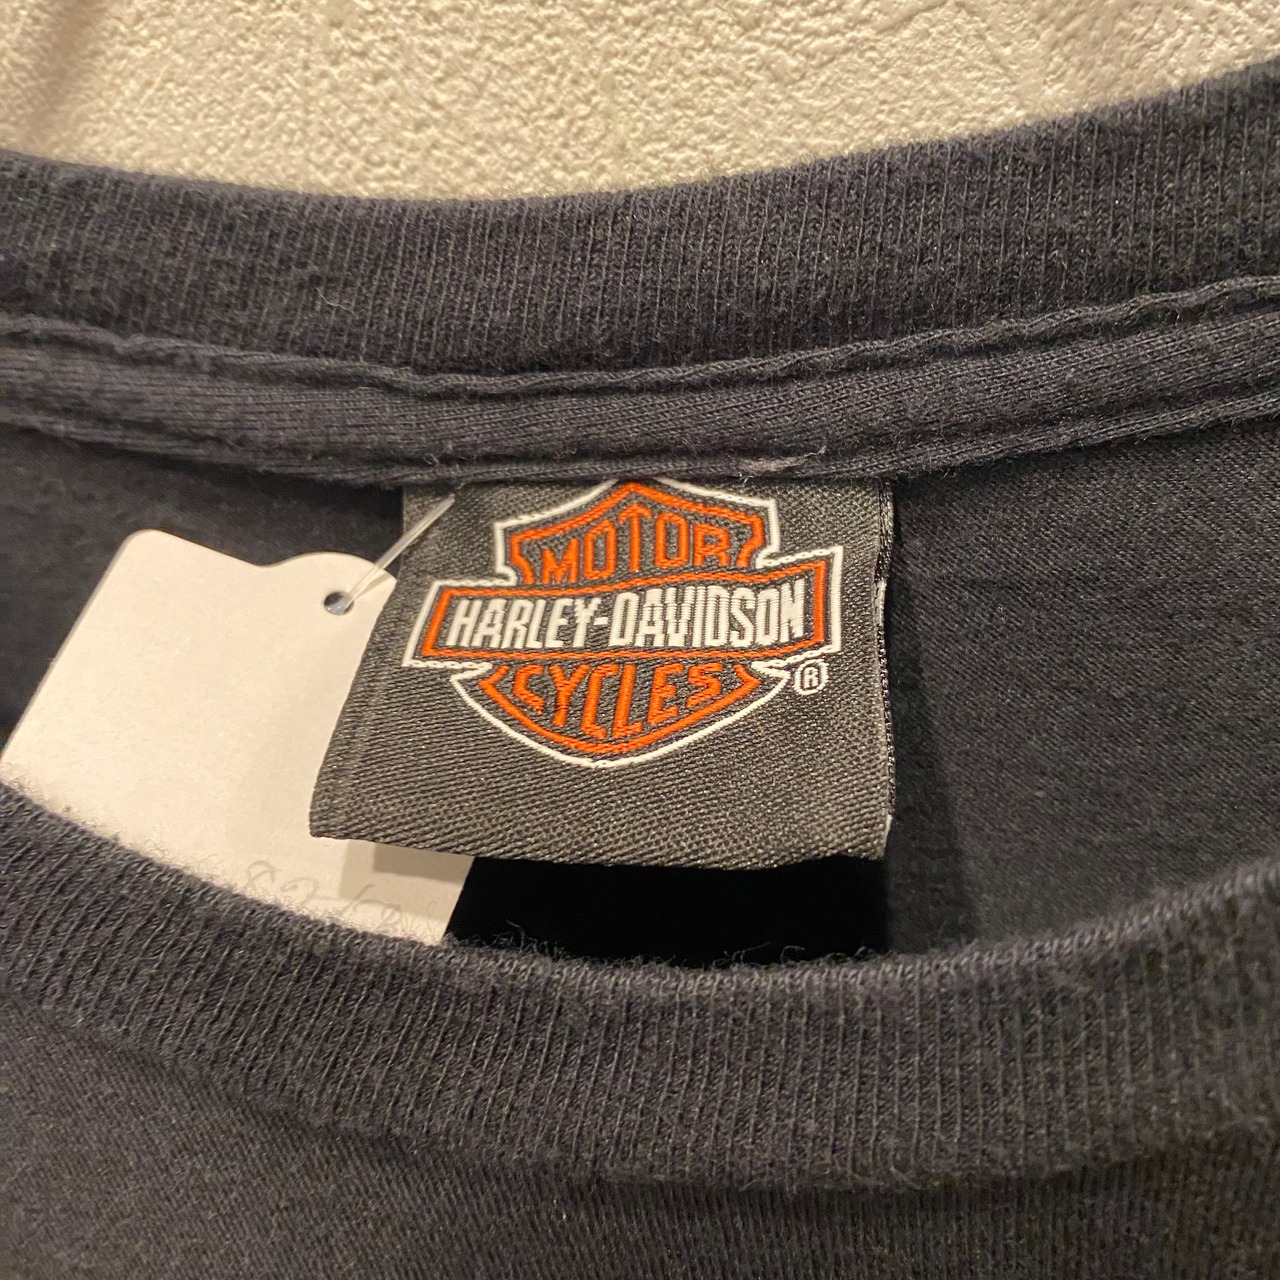 MOTOR
HARLEY-DAVIDSON
CYCLES
®